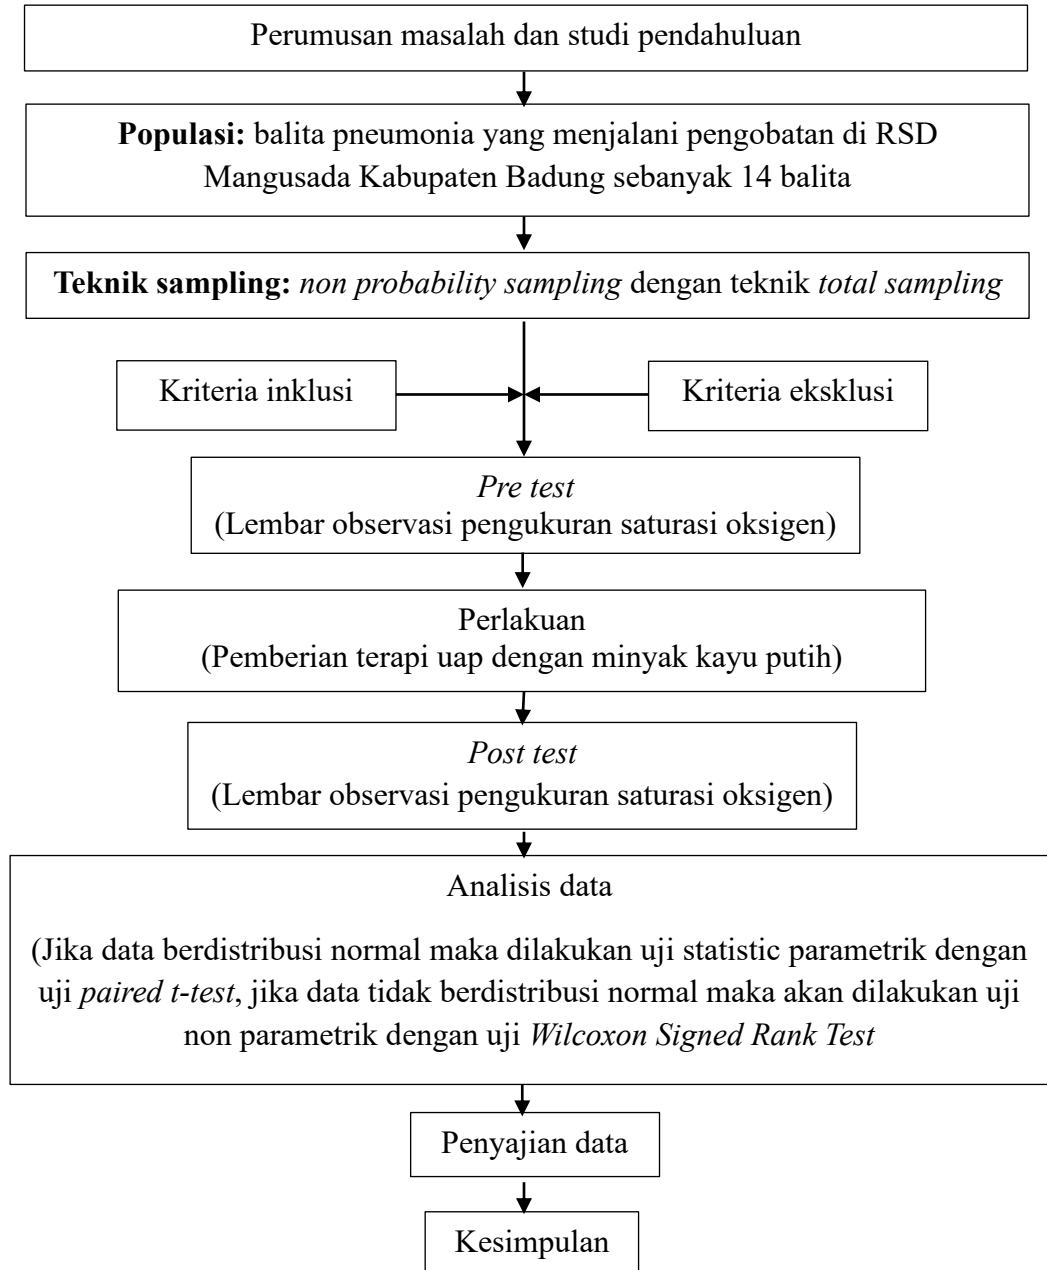 Perumusan masalah dan studi pendahuluan
Populasi: balita pneumonia yang menjalani pengobatan di RSD
Mangusada Kabupaten Badung sebanyak 14 balita
Teknik sampling: non probability sampling dengan teknik total sampling
Kriteria inklusi
Kriteria eksklusi
Pre test
(Lembar observasi pengukuran saturasi oksigen)
Perlakuan
(Pemberian terapi uap dengan minyak kayu putih)
Post test
(Lembar observasi pengukuran saturasi oksigen)
Analisis data
(Jika data berdistribusi normal maka dilakukan uji statistic parametrik dengan
uji paired t-test, jika data tidak berdistribusi normal maka akan dilakukan uji
non parametrik dengan uji Wilcoxon Signed Rank Test
Penyajian data
Kesimpulan